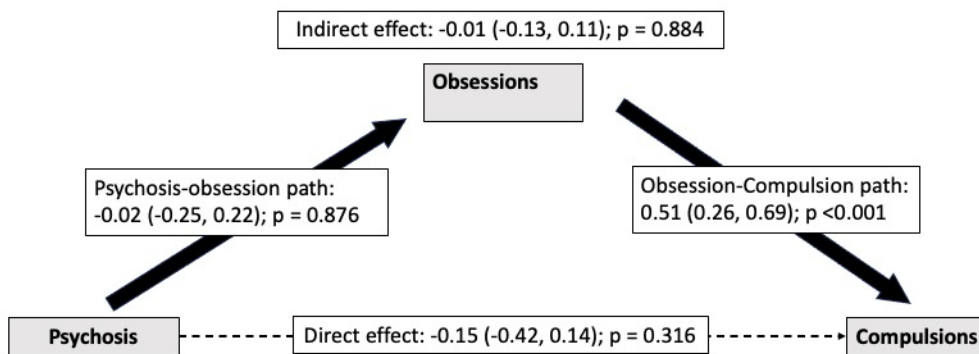 Indirect effect: -0.01 (-0.13, 0.11); p = 0.884
Obsessions
Psychosis-obsession path:
-0.02 (-0.25, 0.22); p = 0.876
Obsession-Compulsion path:
0.51 (0.26, 0.69); p <0.001
Psychosis
Direct effect: -0.15 (-0.42, 0.14); p = 0.316
Compulsions